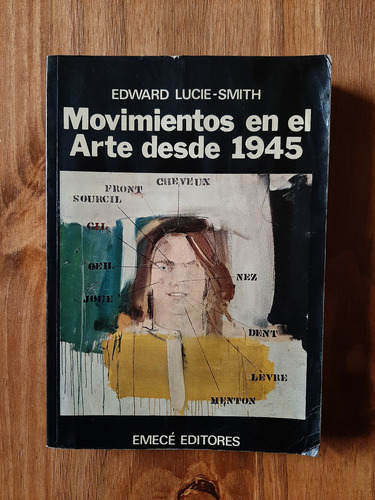 EDWARD LUCIE-SMITH
Movimientos en el
Arte desde 1945
CHEVEUX
FRONT
SOURCIL
CIL
OEIL
NEZ
JOUE
DENT
LÈVRE
MENTON
EMECÉ EDITORES